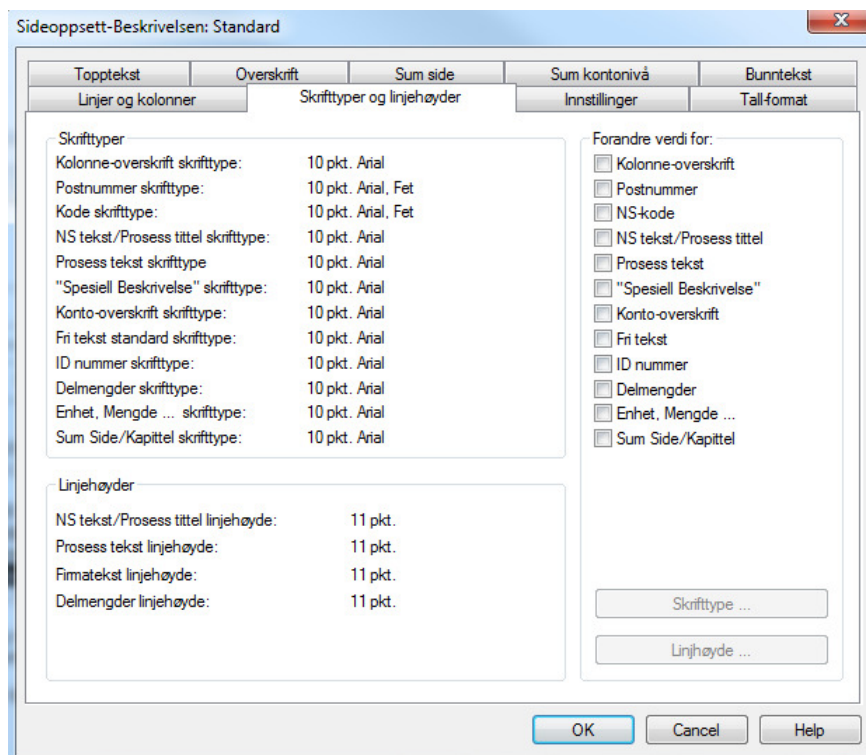 Sideoppsett-Beskrivelsen: Standard
Topptekst Overskrift Sum side Sum kontonivå Bunntekst
Linjer og kolonner Skrifttyper og linjehøyder Innstillinger Tall-format
Skrifttyper
Kolonne-overskrift skrifttype: 10 pkt. Arial
Postnummer skrifttype: 10 pkt. Arial, Fet
Kode skrifttype: 10 pkt. Arial, Fet
NS tekst/Prosess tittel skrifttype: 10 pkt. Arial
Prosess tekst skrifttype 10 pkt. Arial
"Spesiell Beskrivelse" skrifttype: 10 pkt. Arial
Konto-overskrift skrifttype: 10 pkt. Arial
Fri tekst standard skrifttype: 10 pkt. Arial
ID nummer skrifttype: 10 pkt. Arial
Delmengder skrifttype: 10 pkt. Arial
Enhet, Mengde ... skrifttype: 10 pkt. Arial
Sum Side/Kapittel skrifttype: 10 pkt. Arial
Linjehøyder
NS tekst/Prosess tittel linjehøyde: 11 pkt.
Prosess tekst linjehøyde: 11 pkt.
Firmatekst linjehøyde: 11 pkt.
Delmengder linjehøyde: 11 pkt.
Forandre verdi for:
Kolonne-overskrift
Postnummer
NS-kode
NS tekst/Prosess tittel
Prosess tekst
"Spesiell Beskrivelse"
Konto-overskrift
Fri tekst
ID nummer
Delmengder
Enhet, Mengde ...
Sum Side/Kapittel
Skrifttype ...
Linjhøyde ...
OK Cancel Help